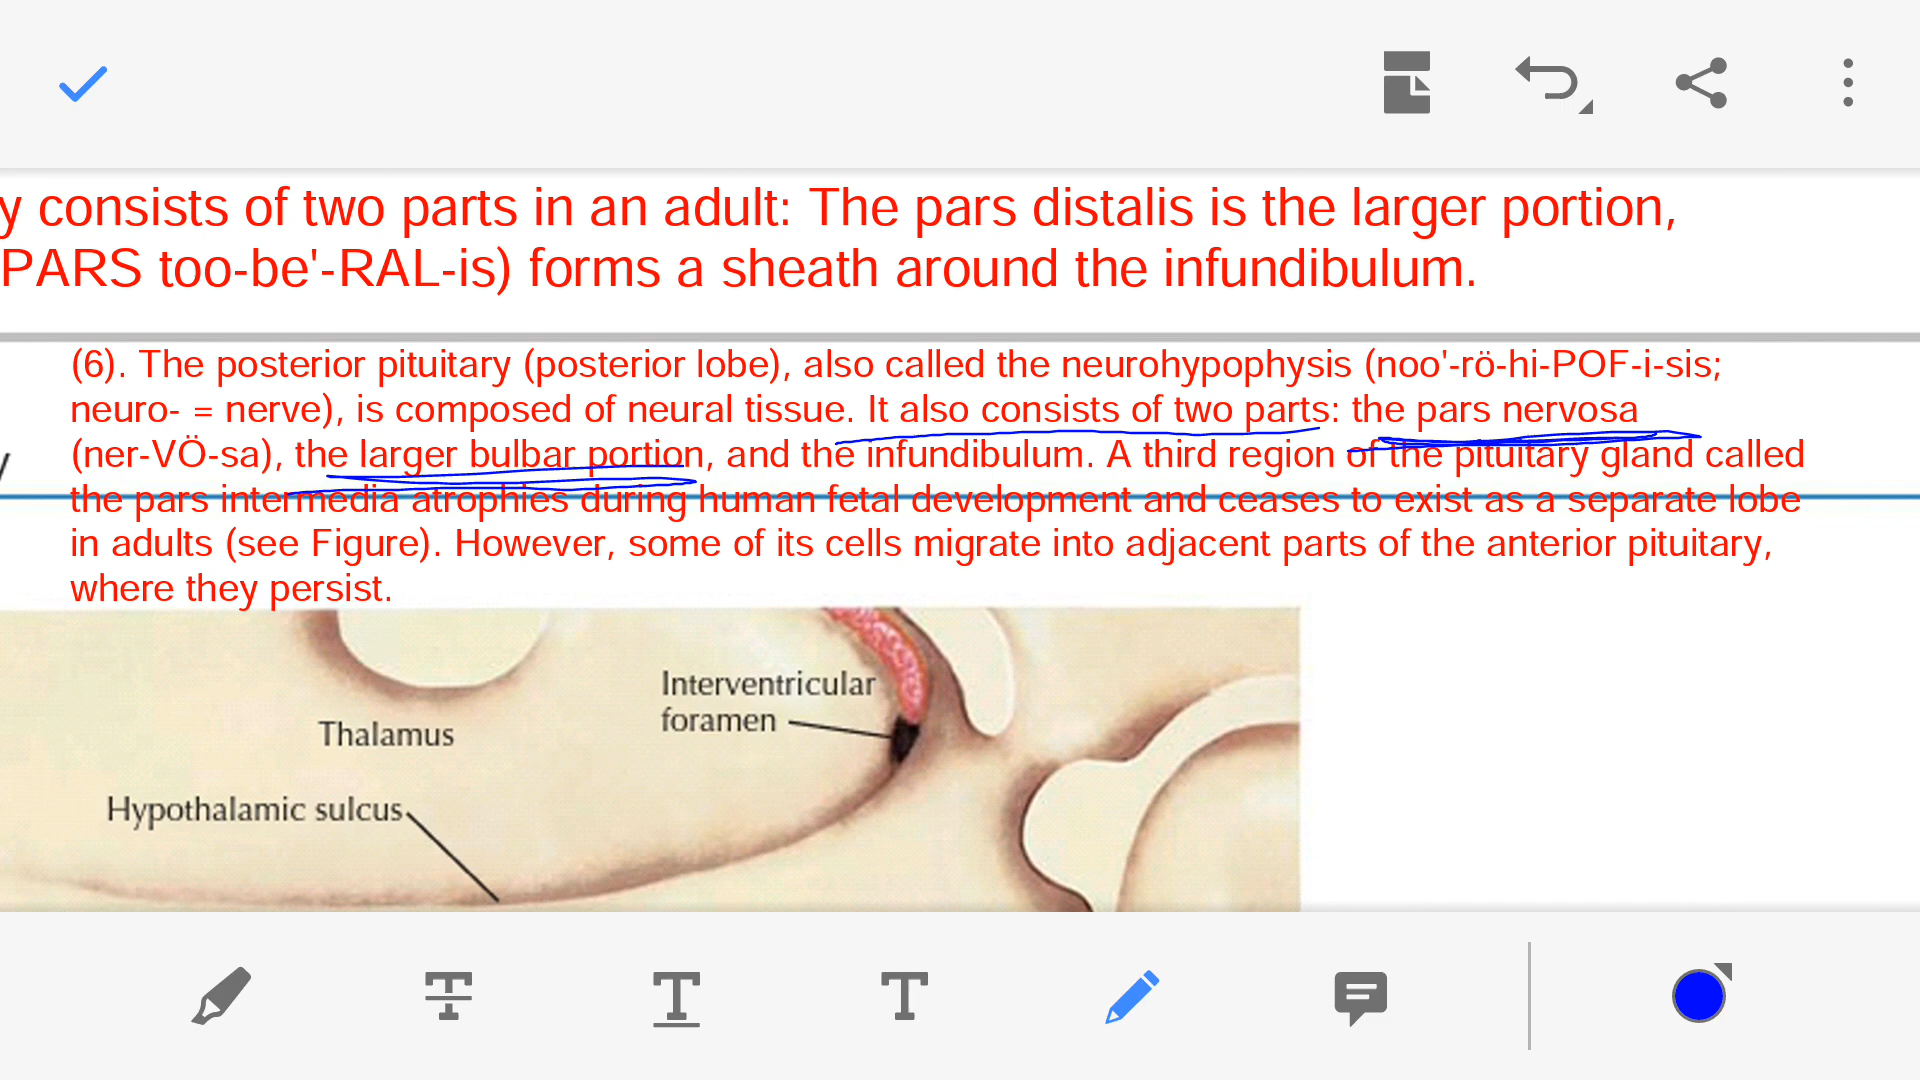 y consists of two parts in an adult: The pars distalis is the larger portion,
PARS too-be'-RAL-is) forms a sheath around the infundibulum.
(6). The posterior pituitary (posterior lobe), also called the neurohypophysis (noo'-rö-hi-POF-i-sis;
neuro- = nerve), is composed of neural tissue. It also consists of two parts: the pars nervosa
(ner-VÖ-sa), the larger bulbar portion, and the infundibulum. A third region of the pituitary gland called
the pars intermedia atrophies during human fetal development and ceases to exist as a separate lobe
in adults (see Figure). However, some of its cells migrate into adjacent parts of the anterior pituitary,
where they persist.
Interventricular
foramen
Thalamus
Hypothalamic sulcus